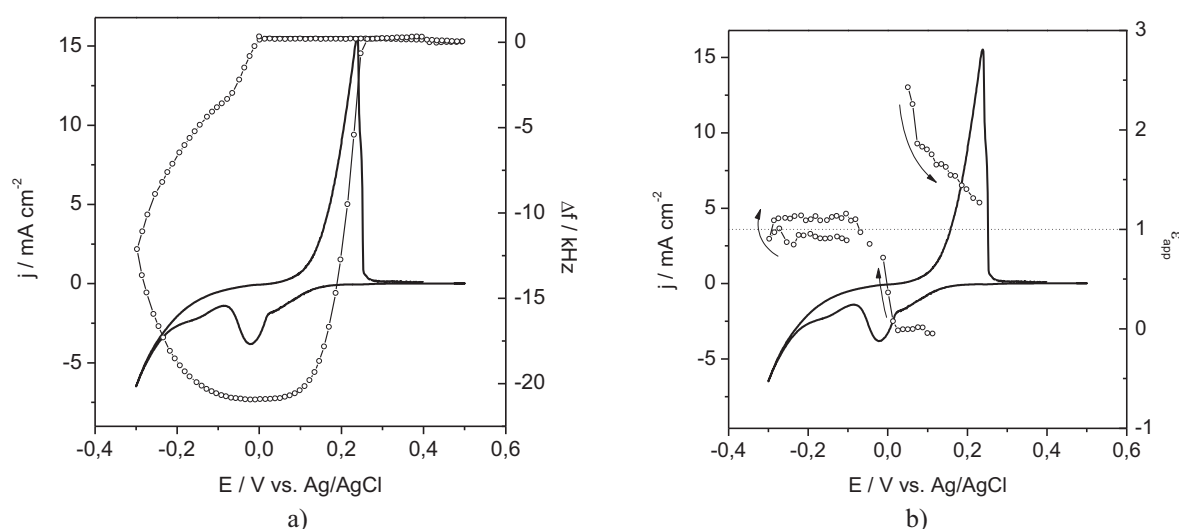 15
10
5
0
-5
j / mA cm⁻²
0
-5
-10
-15
-20
Δf / kHz
-0,4 -0,2 0,0 0,2 0,4 0,6
E / V vs. Ag/AgCl
a)
15
10
5
0
-5
j / mA cm⁻²
3
2
1
0
-1
ε_app
-0,4 -0,2 0,0 0,2 0,4 0,6
E / V vs. Ag/AgCl
b)